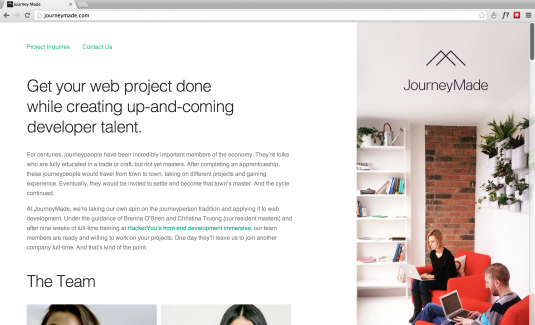 Journey Made
journeymade.com
Project Inquiries Contact Us
JourneyMade
Get your web project done
while creating up-and-coming
developer talent.
For centuries, journeypeople have been incredibly important members of the economy. They're folks
who are fully educated in a trade or craft, but not yet masters. After completing an apprenticeship,
these journeypeople would travel from town to town, taking on different projects and gaining
experience. Eventually, they would be invited to settle and become that town's master. And the cycle
continued.
At JourneyMade, we're taking our own spin on the journeyperson tradition and applying it to web
development. Under the guidance of Brenna O'Brien and Christina Truong (our resident masters) and
after nine weeks of full-time training at HackerYou's front-end development immersive, our team
members are ready and willing to work on your projects. One day they'll leave us to join another
company full-time. And that's kind of the point.
The Team